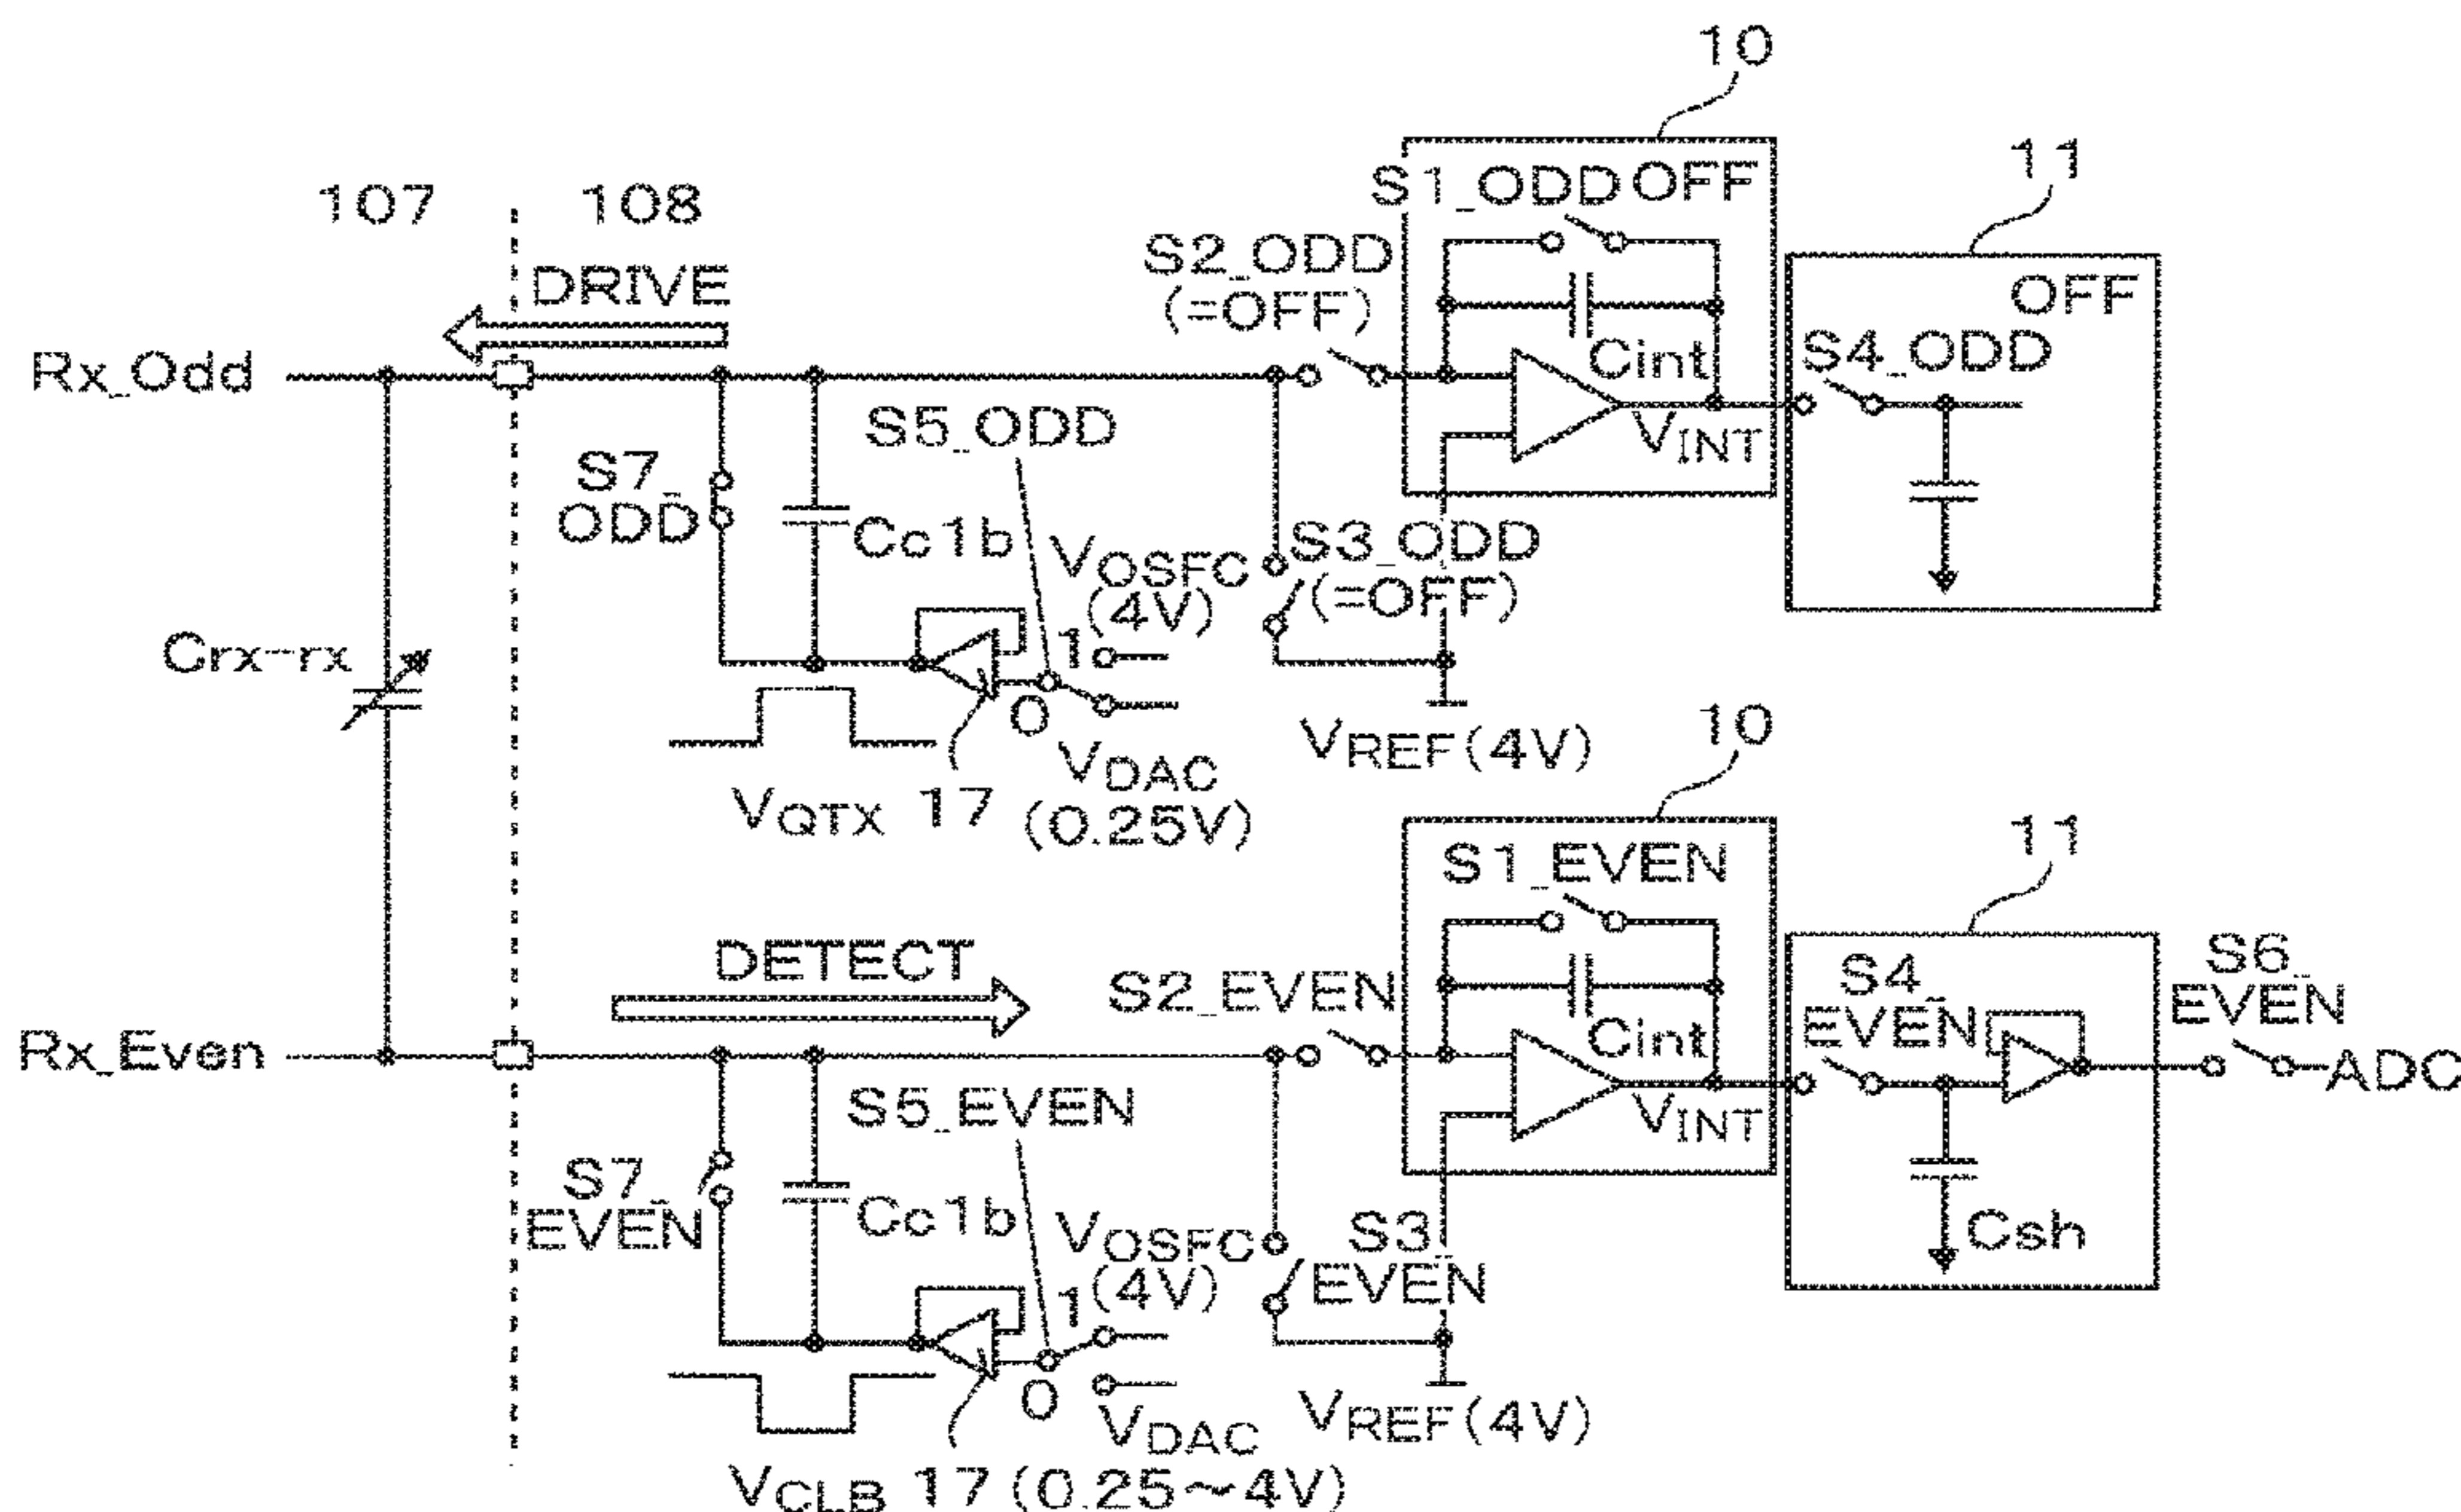 10
107
108
S1_ODD OFF
11
DRIVE
S2_ODD
(=OFF)
OFF
Rx_Odd
Cint
S4_ODD
VINT
S5_ODD
S7_
ODD
Cc1b
VOSFC
(4V)
S3_ODD
(=OFF)
Crx-rx
1
0
VREF(4V)
VDAC
(0.25V)
VQTX 17
10
11
S1_EVEN
DETECT
S2_EVEN
S4_
EVEN
S6_
EVEN
Rx_Even
Cint
VINT
ADC
S5_EVEN
S7_
EVEN
Cc1b
VOSFC
(4V)
S3_
EVEN
Csh
1
0
VREF(4V)
VDAC
VCLB 17 (0.25~4V)